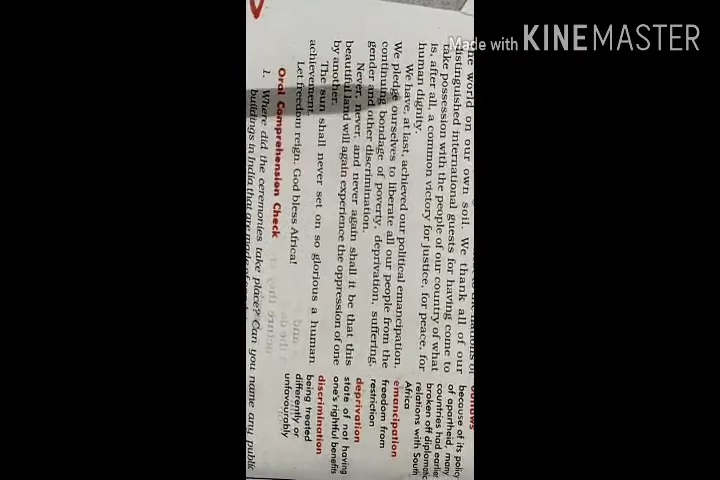 Made with KINEMASTER
the world on our own soil. We thank all of our
distinguished international guests for having come to
take possession with the people of our country of what
is, after all, a common victory for justice, for peace, for
human dignity.
We have, at last, achieved our political emancipation.
We pledge ourselves to liberate all our people from the
continuing bondage of poverty, deprivation, suffering,
gender and other discrimination.
Never, never, and never again shall it be that this
beautiful land will again experience the oppression of one
by another.
The sun shall never set on so glorious a human
achievement.
Let freedom reign. God bless Africa!
Oral Comprehension Check
1. Where did the ceremonies take place? Can you name any public
buildings in India that are made of
because of its policy
of apartheid, many
countries had earlier
broken off diplomatic
relations with South
Africa
emancipation
freedom from
restriction
deprivation
state of not having
one's rightful benefits
discrimination
being treated
differently or
unfavourably